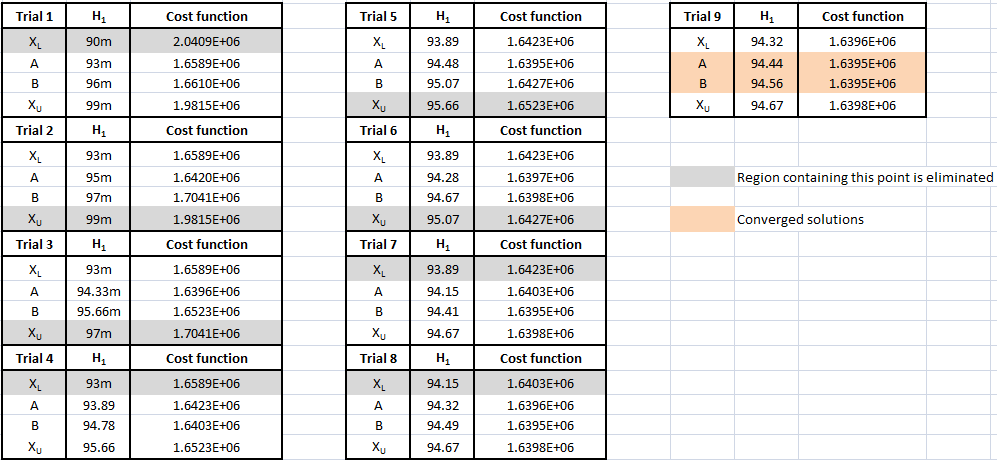 Trial 1 H₁ Cost function
X_L 90m 2.0409E+06
A 93m 1.6589E+06
B 96m 1.6610E+06
X_U 99m 1.9815E+06
Trial 2 H₁ Cost function
X_L 93m 1.6589E+06
A 95m 1.6420E+06
B 97m 1.7041E+06
X_U 99m 1.9815E+06
Trial 3 H₁ Cost function
X_L 93m 1.6589E+06
A 94.33m 1.6396E+06
B 95.66m 1.6523E+06
X_U 97m 1.7041E+06
Trial 4 H₁ Cost function
X_L 93m 1.6589E+06
A 93.89 1.6423E+06
B 94.78 1.6403E+06
X_U 95.66 1.6523E+06
Trial 5 H₁ Cost function
X_L 93.89 1.6423E+06
A 94.48 1.6395E+06
B 95.07 1.6427E+06
X_U 95.66 1.6523E+06
Trial 6 H₁ Cost function
X_L 93.89 1.6423E+06
A 94.28 1.6397E+06
B 94.67 1.6398E+06
X_U 95.07 1.6427E+06
Trial 7 H₁ Cost function
X_L 93.89 1.6423E+06
A 94.15 1.6403E+06
B 94.41 1.6395E+06
X_U 94.67 1.6398E+06
Trial 8 H₁ Cost function
X_L 94.15 1.6403E+06
A 94.32 1.6396E+06
B 94.49 1.6395E+06
X_U 94.67 1.6398E+06
Trial 9 H₁ Cost function
X_L 94.32 1.6396E+06
A 94.44 1.6395E+06
B 94.56 1.6395E+06
X_U 94.67 1.6398E+06
Region containing this point is eliminated
Converged solutions